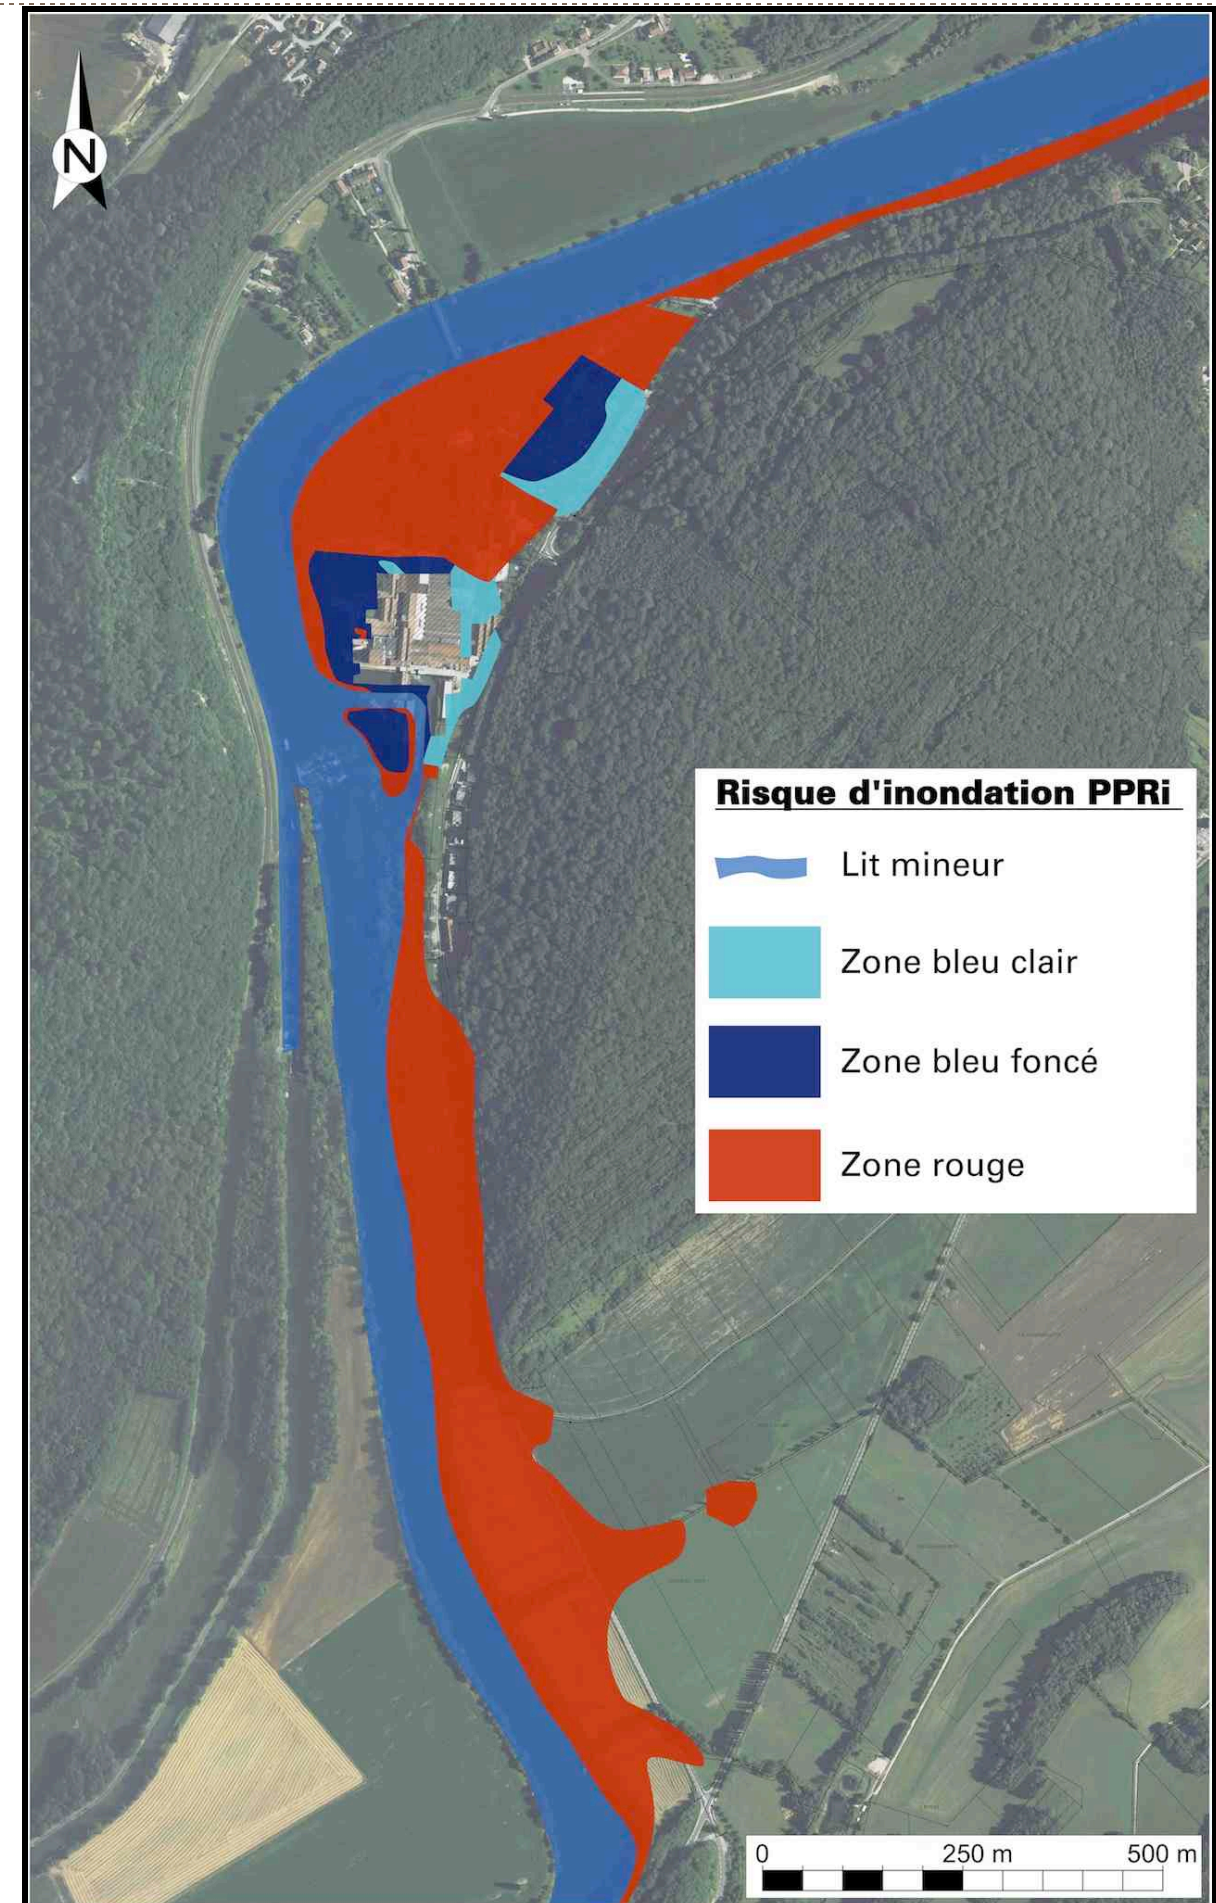 N
Risque d'inondation PPRi
Lit mineur
Zone bleu clair
Zone bleu foncé
Zone rouge
0 250 m 500 m